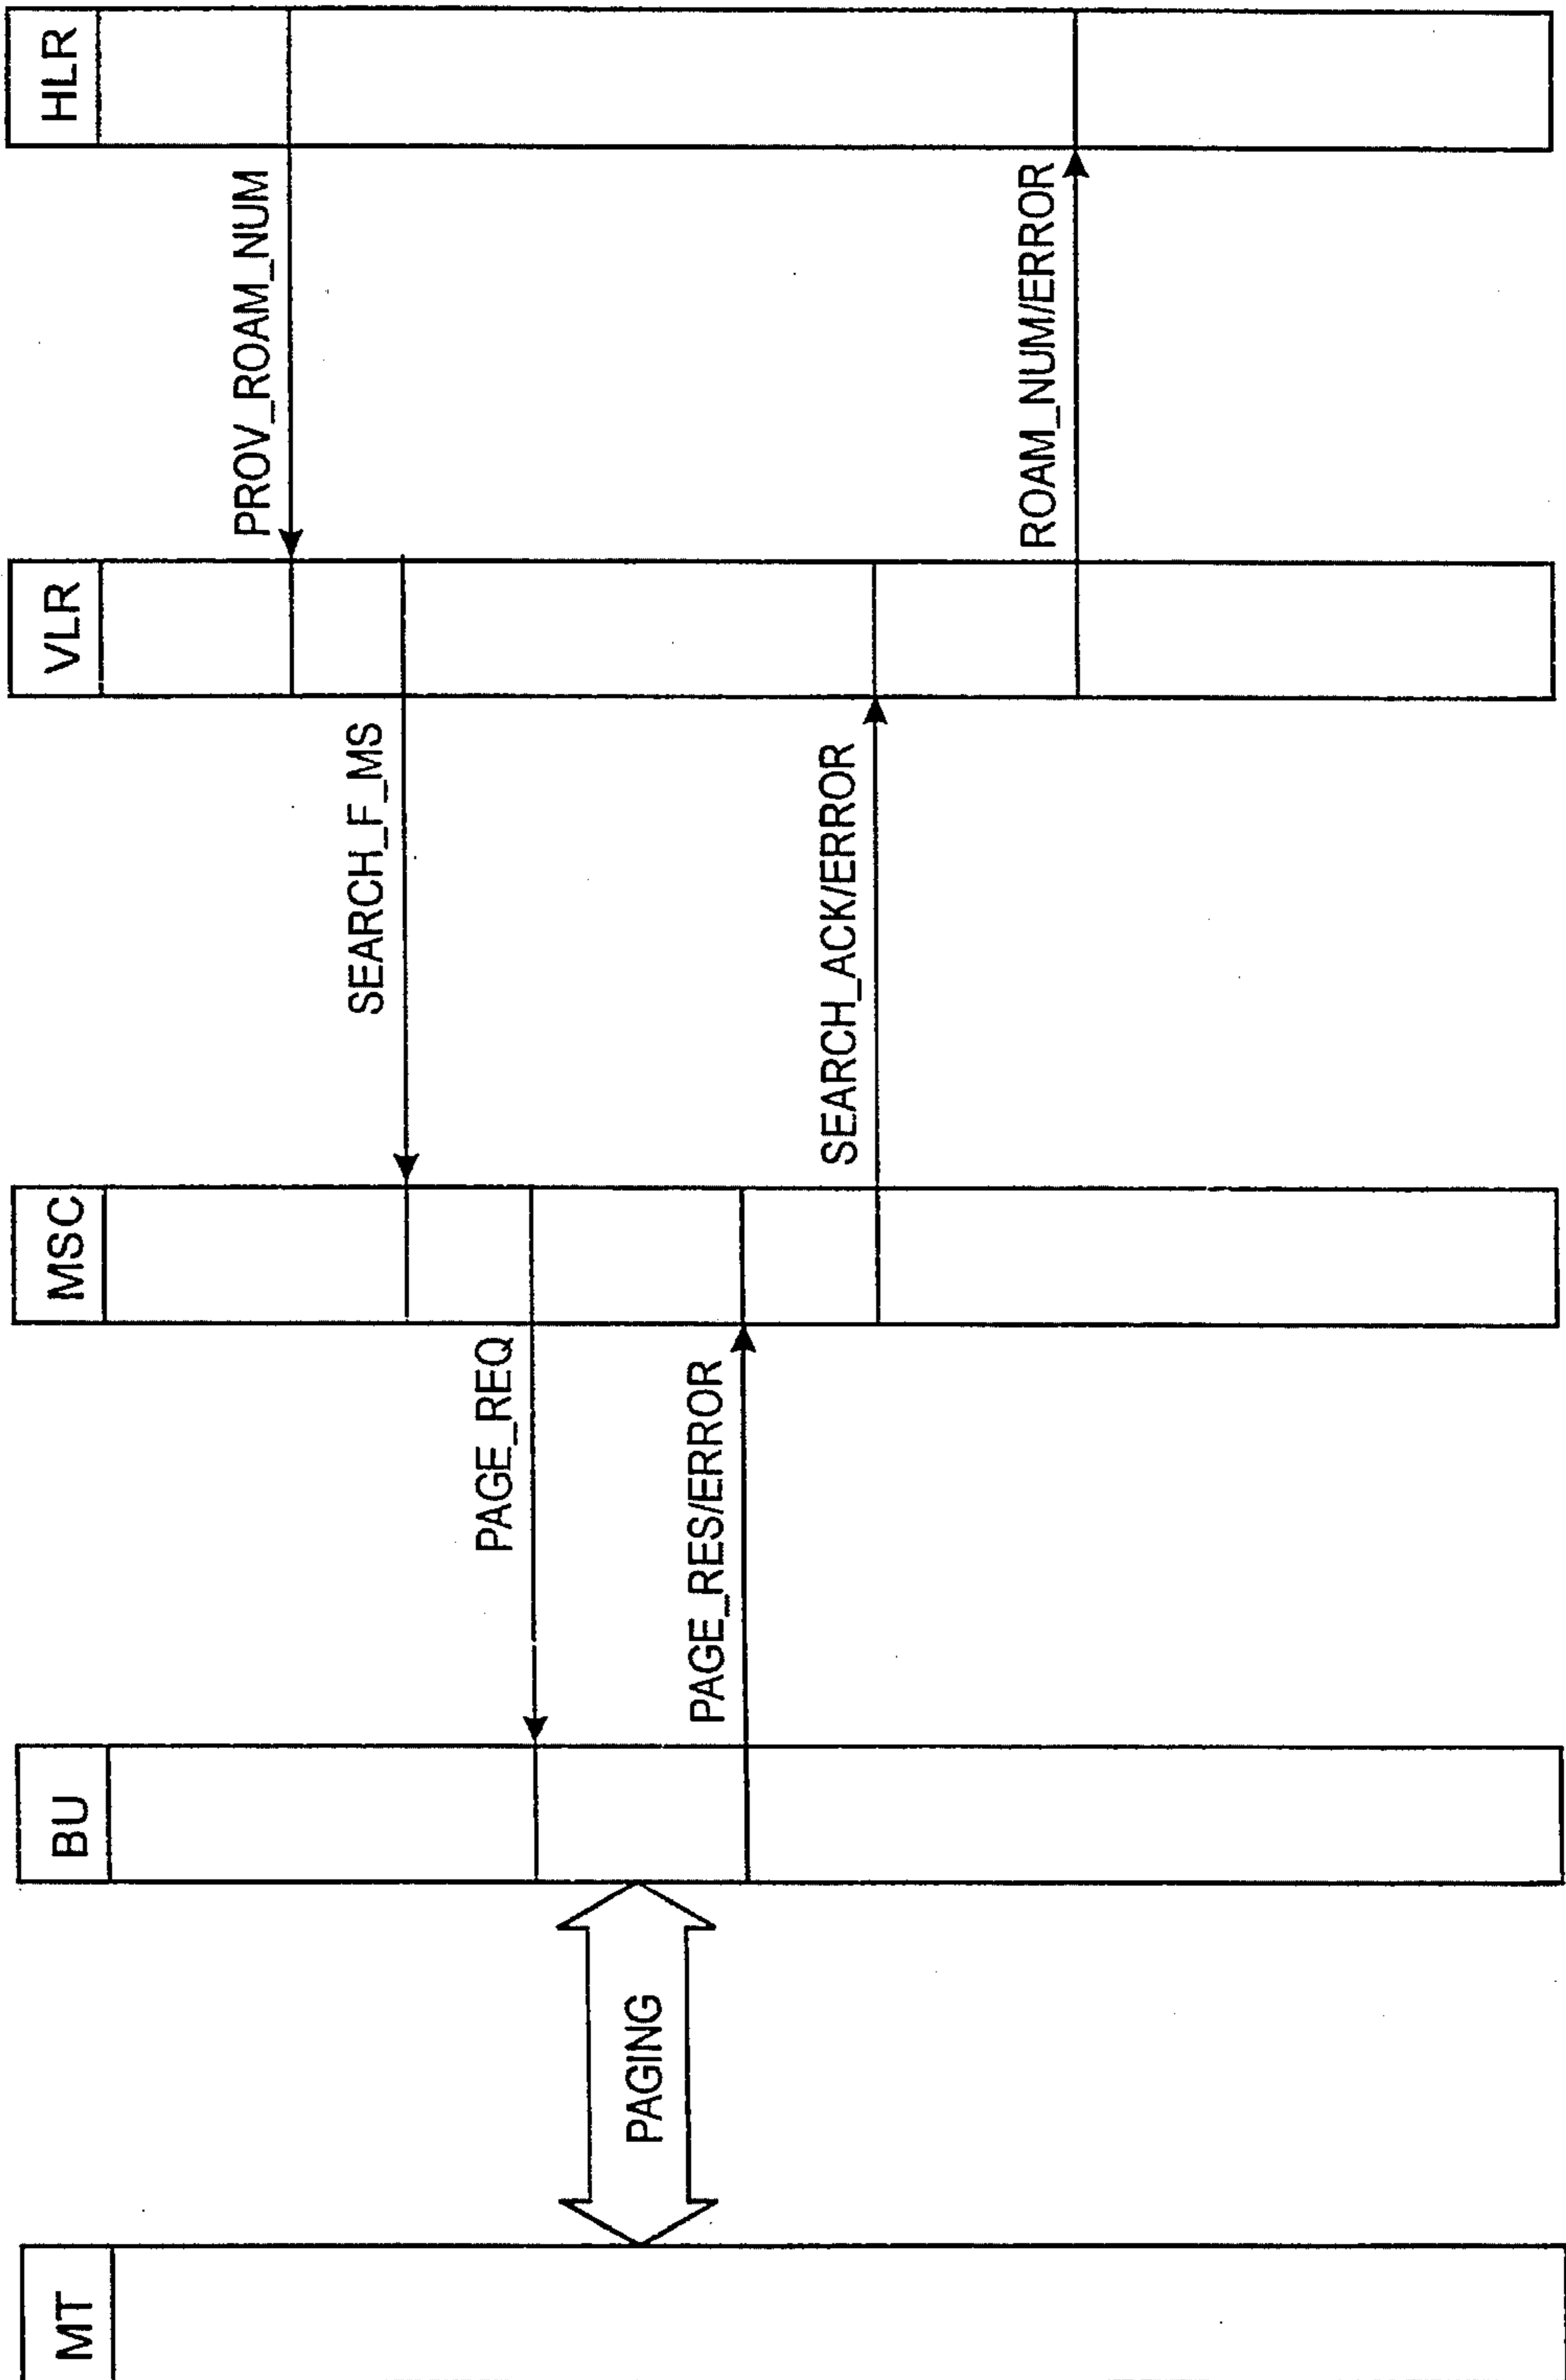 MT
BU
MSC
VLR
HLR
PROV_ROAM_NUM
SEARCH_F_MS
PAGE_REQ
PAGING
PAGE_RES/ERROR
SEARCH_ACK/ERROR
ROAM_NUM/ERROR